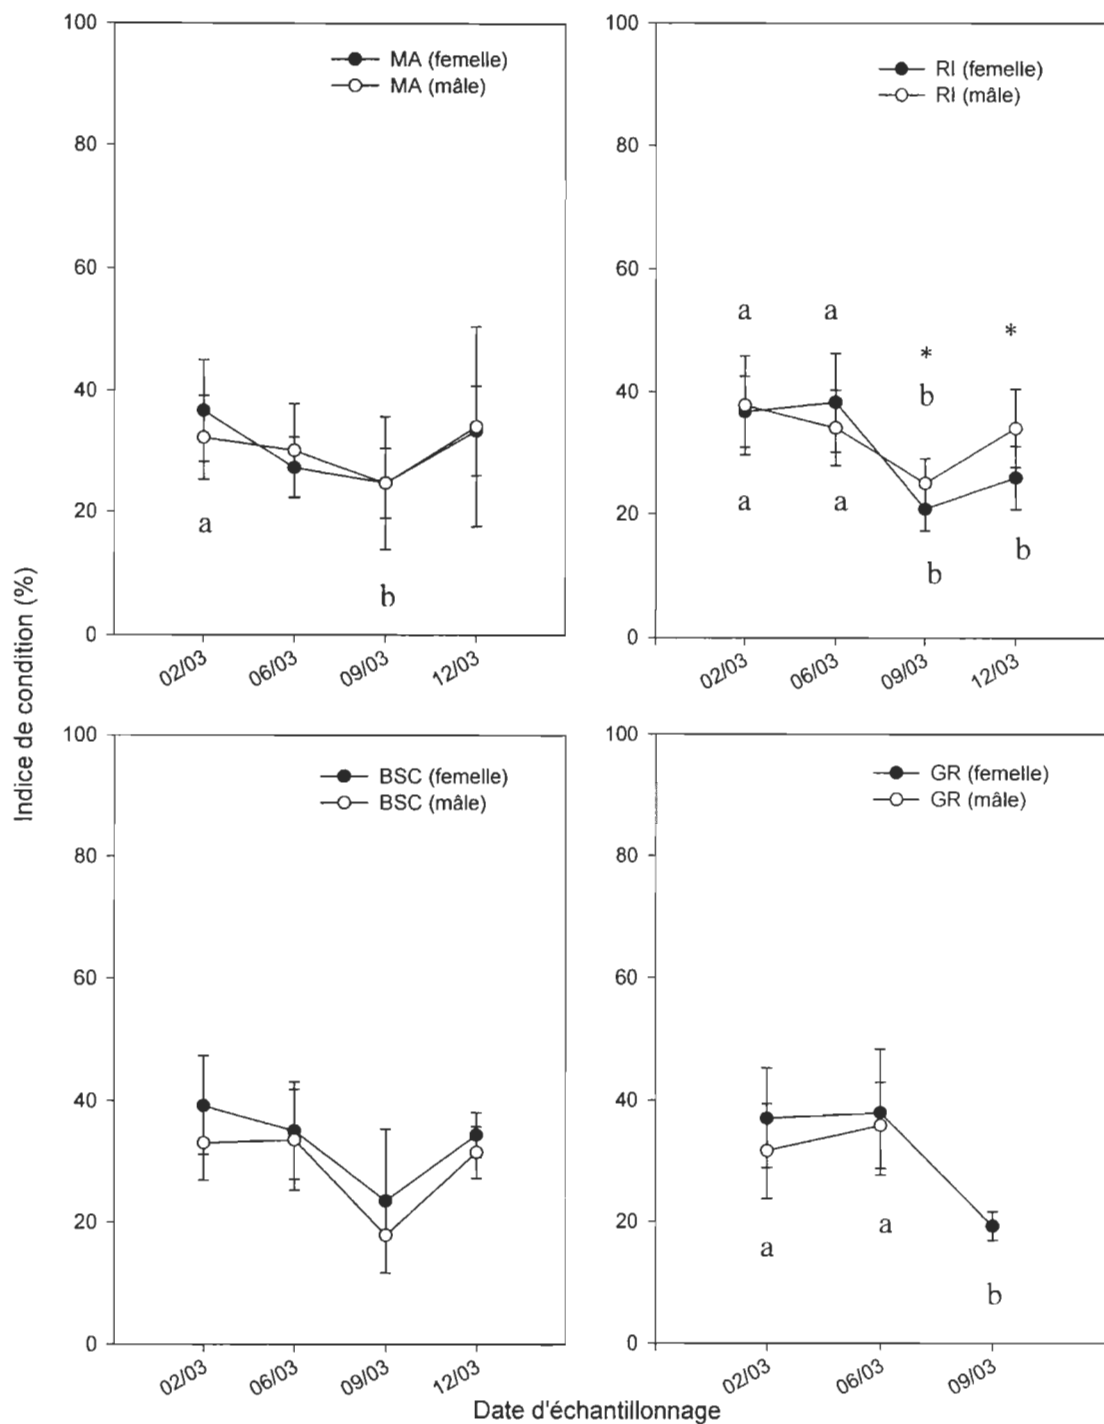 100
80
60
40
20
0
MA (femelle)
MA (mâle)
a
b
02/03
06/03
09/03
12/03
100
80
60
40
20
0
RI (femelle)
RI (mâle)
a
a
*
*
b
a
a
b
b
02/03
06/03
09/03
12/03
Indice de condition (%)
100
80
60
40
20
0
BSC (femelle)
BSC (mâle)
02/03
06/03
09/03
12/03
100
80
60
40
20
0
GR (femelle)
GR (mâle)
a
a
b
02/03
06/03
09/03
Date d'échantillonnage